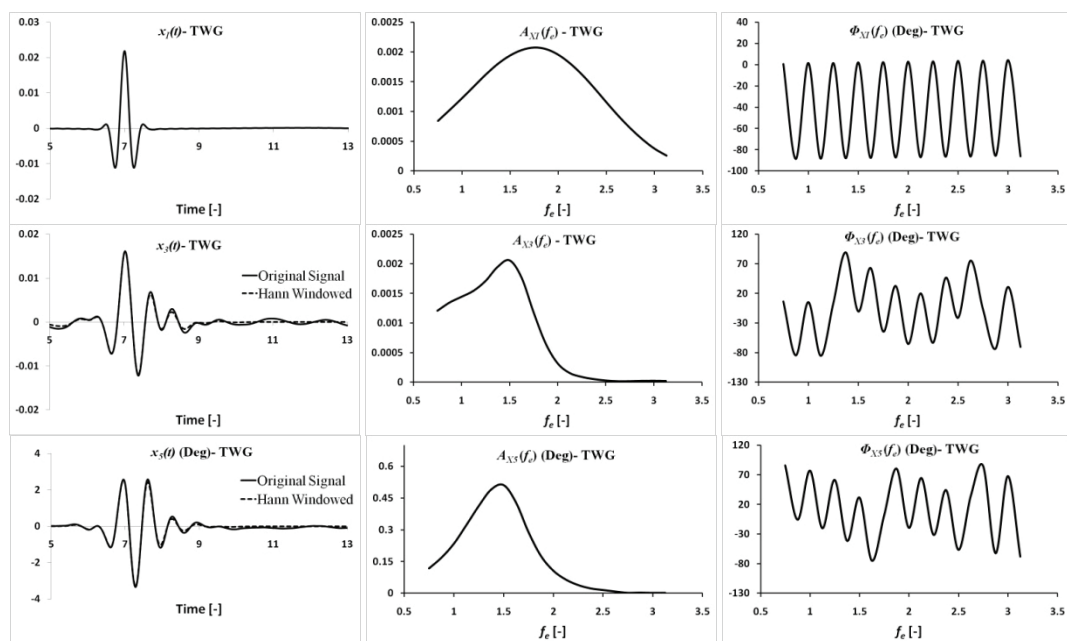 x1(t)- TWG
0.03
0.02
0.01
0
-0.01
-0.02
5 7 9 11 13
Time [-]
AX1(fe) - TWG
0.0025
0.002
0.0015
0.001
0.0005
0
0.5 1 1.5 2 2.5 3 3.5
fe [-]
ΦX1(fe) (Deg)- TWG
40
20
0
-20
-40
-60
-80
-100
0.5 1 1.5 2 2.5 3 3.5
fe [-]
x3(t)- TWG
0.02
0.01
0
-0.01
-0.02
Original Signal
Hann Windowed
5 7 9 11 13
Time [-]
AX3(fe) - TWG
0.0025
0.002
0.0015
0.001
0.0005
0
0.5 1 1.5 2 2.5 3 3.5
fe [-]
ΦX3(fe) (Deg)- TWG
120
70
20
-30
-80
-130
0.5 1 1.5 2 2.5 3 3.5
fe [-]
x5(t) (Deg)- TWG
4
2
0
-2
-4
Original Signal
Hann Windowed
5 7 9 11 13
Time [-]
AX5(fe) (Deg)- TWG
0.6
0.45
0.3
0.15
0
0.5 1 1.5 2 2.5 3 3.5
fe [-]
ΦX5(fe) (Deg)- TWG
120
70
20
-30
-80
-130
0.5 1 1.5 2 2.5 3 3.5
fe [-]